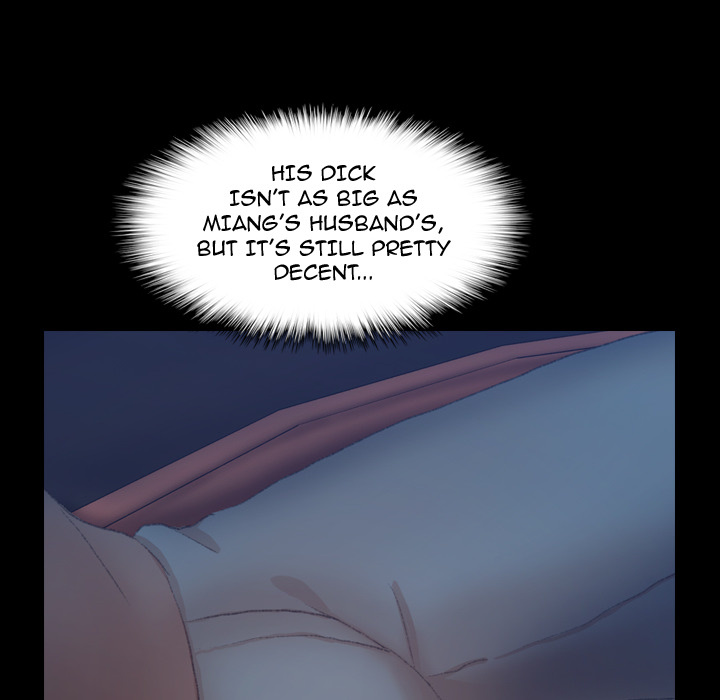 HIS DICK
ISN'T AS BIG AS
MIANG'S HUSBAND'S,
BUT IT'S STILL PRETTY
DECENT...